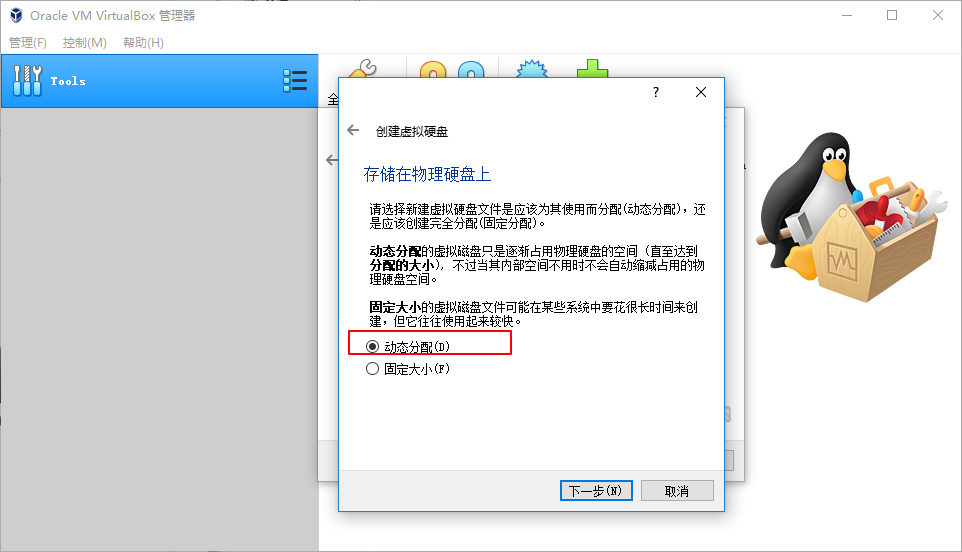 Oracle VM VirtualBox 管理器
管理(F) 控制(M) 帮助(H)
Tools
全
?
创建虚拟硬盘
存储在物理硬盘上
请选择新建虚拟硬盘文件是应该为其使用而分配(动态分配)，还
是应该创建完全分配(固定分配)。
动态分配的虚拟磁盘只是逐渐占用物理硬盘的空间（直至达到
分配的大小），不过当其内部空间不用时不会自动缩减占用的物
理硬盘空间。
固定大小的虚拟磁盘文件可能在某些系统中要花很长时间来创
建，但它往往使用起来较快。
动态分配(D)
固定大小(F)
下一步(N) 取消